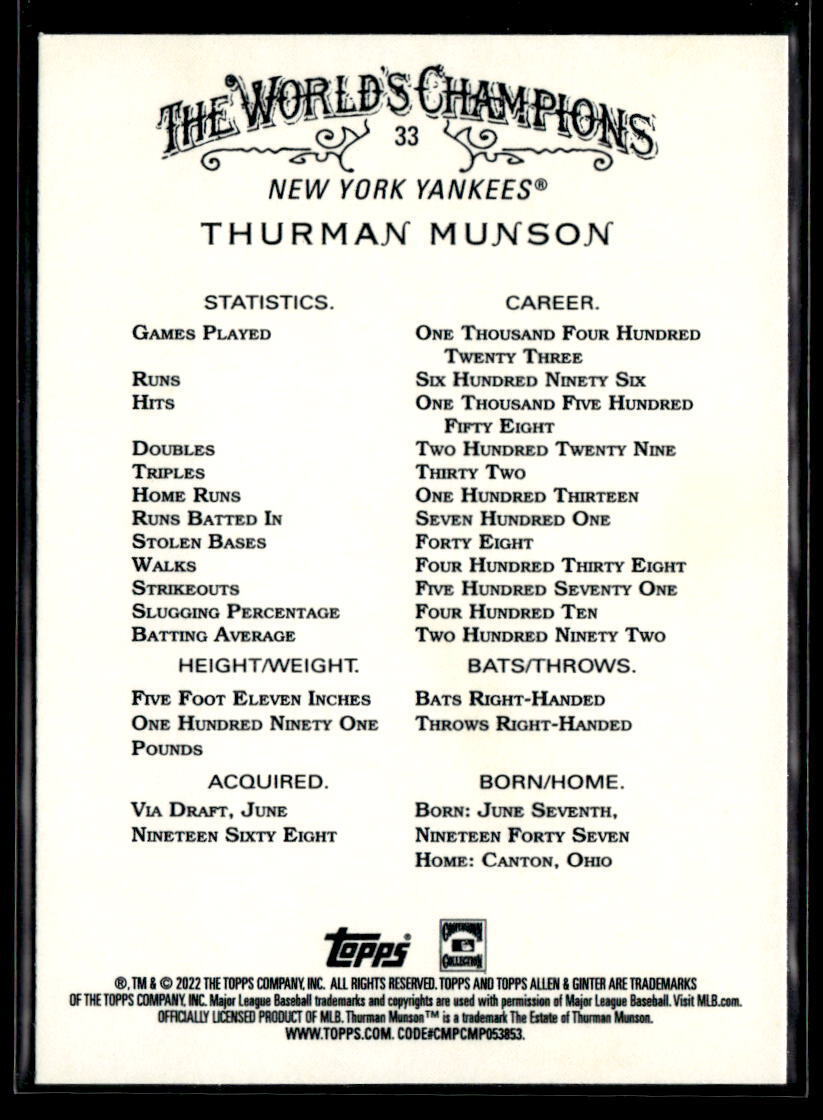 THE WORLD'S CHAMPIONS
33
NEW YORK YANKEES®
THURMAN MUNSON
STATISTICS. CAREER.
GAMES PLAYED ONE THOUSAND FOUR HUNDRED
TWENTY THREE
RUNS SIX HUNDRED NINETY SIX
HITS ONE THOUSAND FIVE HUNDRED
FIFTY EIGHT
DOUBLES TWO HUNDRED TWENTY NINE
TRIPLES THIRTY TWO
HOME RUNS ONE HUNDRED THIRTEEN
RUNS BATTED IN SEVEN HUNDRED ONE
STOLEN BASES FORTY EIGHT
WALKS FOUR HUNDRED THIRTY EIGHT
STRIKEOUTS FIVE HUNDRED SEVENTY ONE
SLUGGING PERCENTAGE FOUR HUNDRED TEN
BATTING AVERAGE TWO HUNDRED NINETY TWO
HEIGHT/WEIGHT. BATS/THROWS.
FIVE FOOT ELEVEN INCHES BATS RIGHT-HANDED
ONE HUNDRED NINETY ONE THROWS RIGHT-HANDED
POUNDS
ACQUIRED. BORN/HOME.
VIA DRAFT, JUNE BORN: JUNE SEVENTH,
NINETEEN SIXTY EIGHT NINETEEN FORTY SEVEN
HOME: CANTON, OHIO
Topps®
COOPERSTOWN
COLLECTION
®, TM & © 2022 THE TOPPS COMPANY, INC. ALL RIGHTS RESERVED. TOPPS AND TOPPS ALLEN & GINTER ARE TRADEMARKS
OF THE TOPPS COMPANY, INC. Major League Baseball trademarks and copyrights are used with permission of Major League Baseball. Visit MLB.com.
OFFICIALLY LICENSED PRODUCT OF MLB. Thurman Munson™ is a trademark The Estate of Thurman Munson.
WWW.TOPPS.COM. CODE#CMPCMP053853.